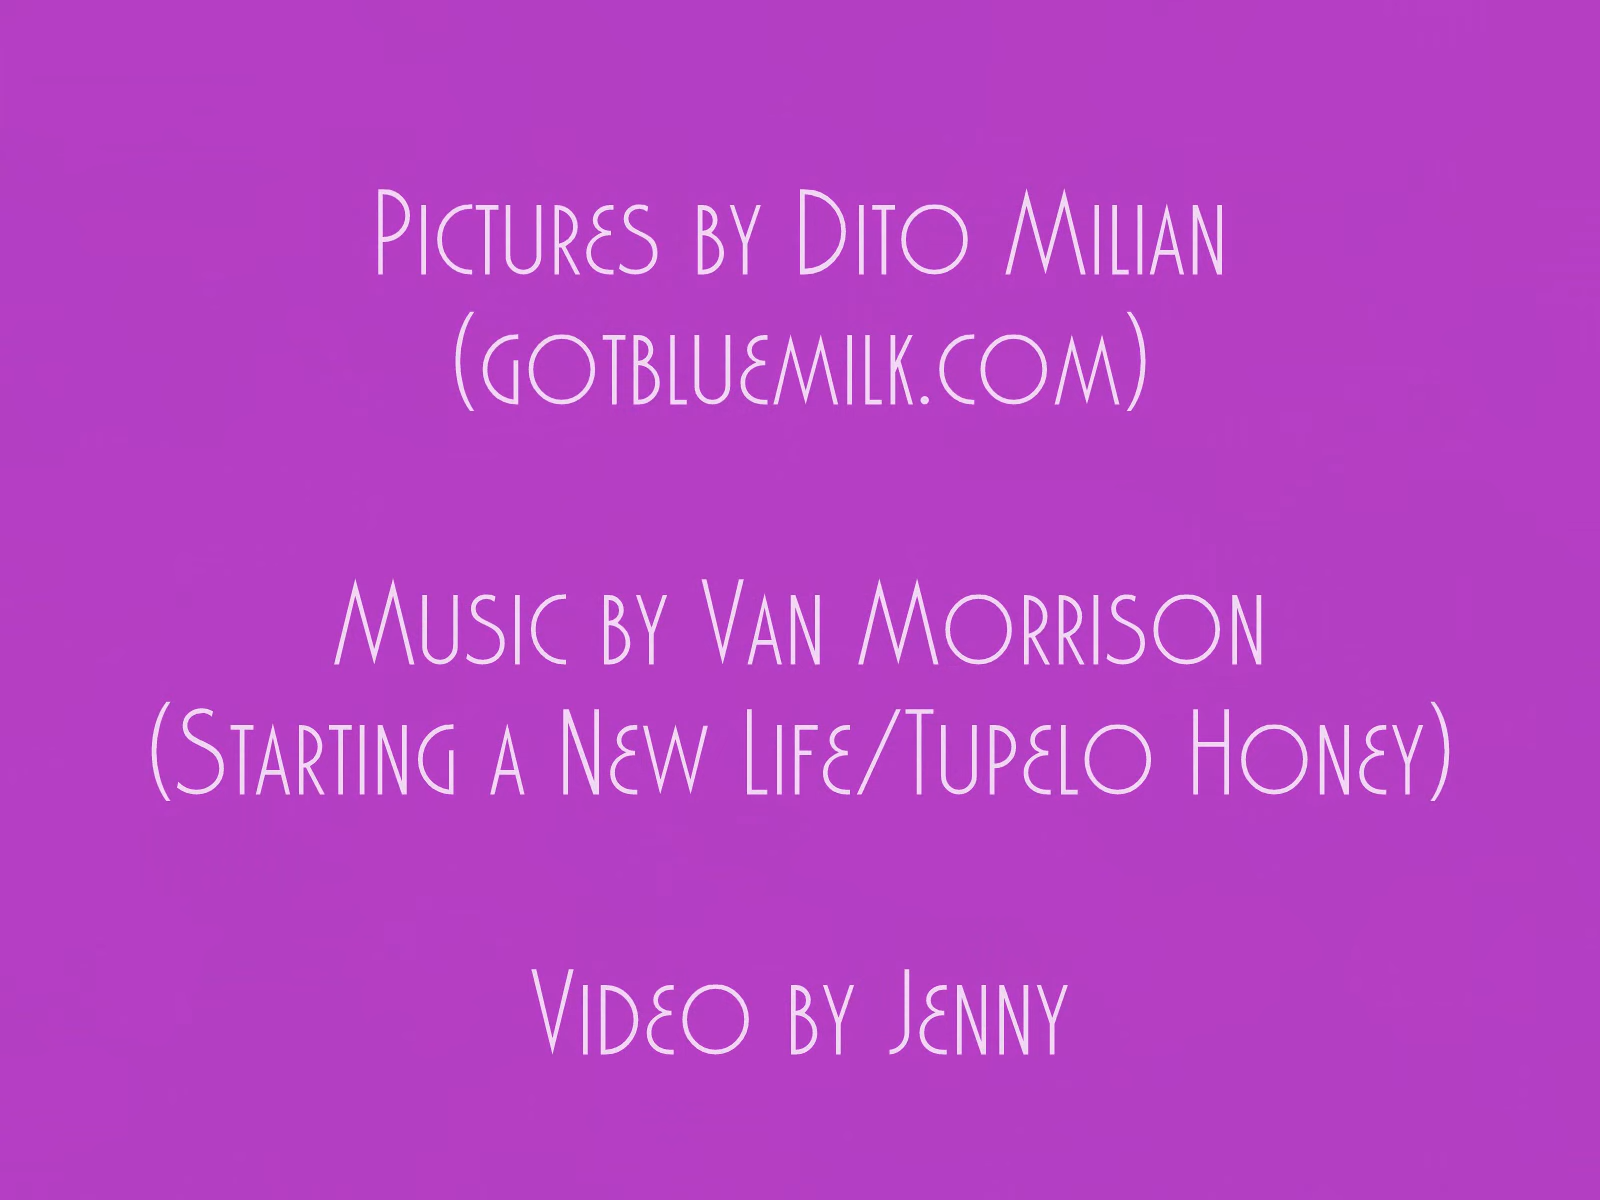 Pictures by Dito Milian
(gotbluemilk.com)
Music by Van Morrison
(Starting a New Life/Tupelo Honey)
Video by Jenny